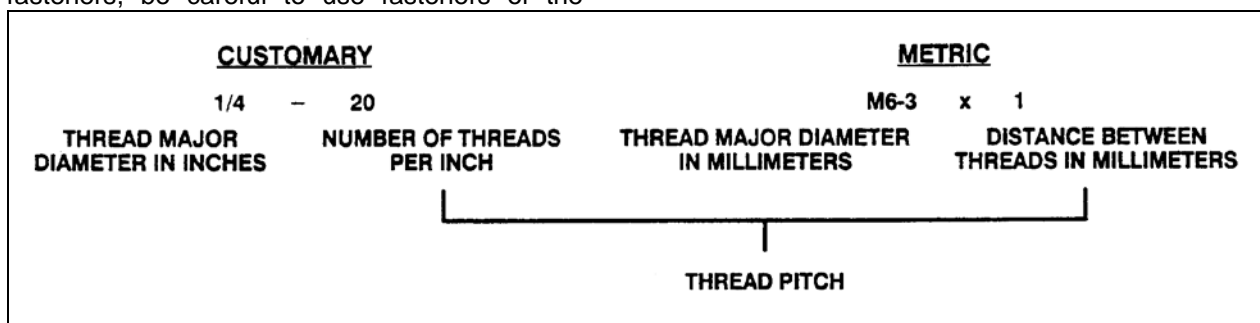 fasteners, be careful to use fasteners of the
CUSTOMARY
METRIC
1/4 – 20
M6-3 x 1
THREAD MAJOR
DIAMETER IN INCHES
NUMBER OF THREADS
PER INCH
THREAD MAJOR DIAMETER
IN MILLIMETERS
DISTANCE BETWEEN
THREADS IN MILLIMETERS
THREAD PITCH